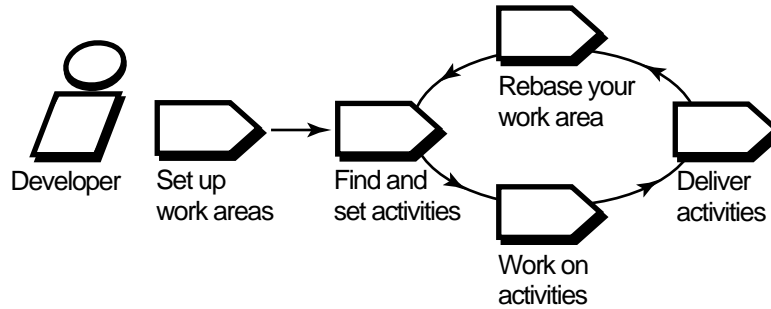 Developer
Set up
work areas
Find and
set activities
Rebase your
work area
Work on
activities
Deliver
activities